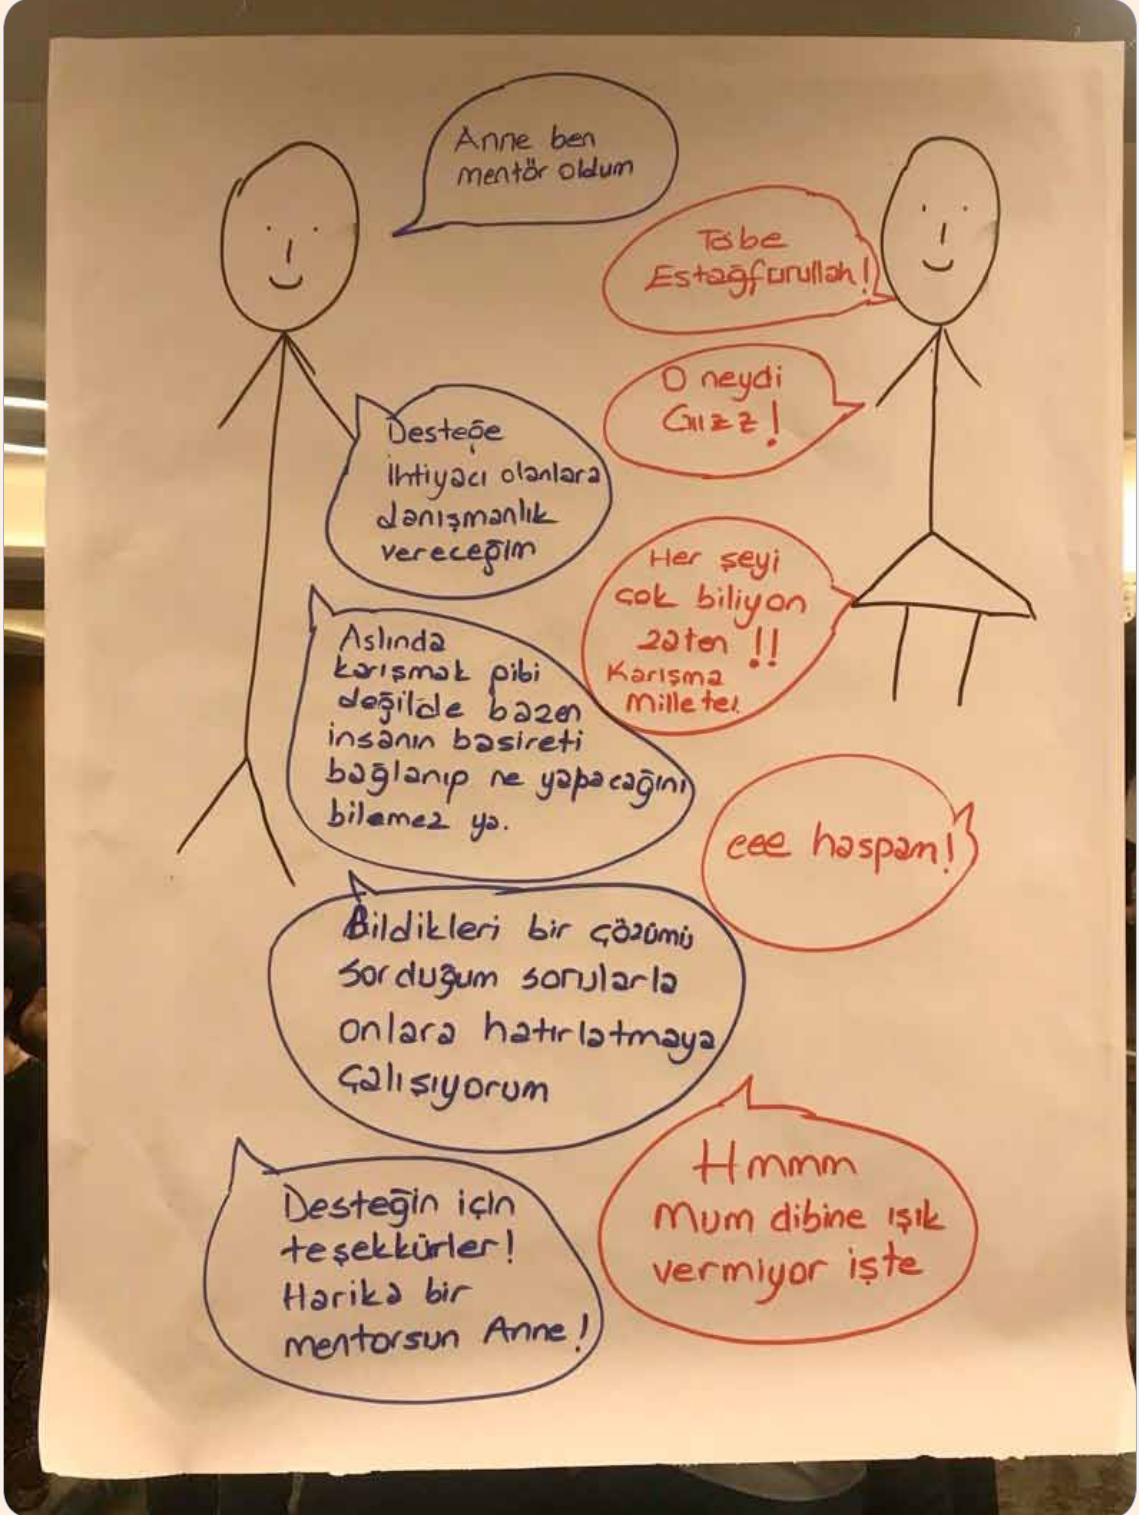 Anne ben
mentör oldum
Töbe
Estağfurullah!
O neydi
Gııızz!
Desteğe
İhtiyacı olanlara
danışmanlık
vereceğim
Her şeyi
çok biliyon
zaten !!
Karışma
Millete!
Aslında
karışmak gibi
değilde bazen
insanın basireti
bağlanıp ne yapacağını
bilemez ya.
eee haspam!
Bildikleri bir çözümü
sorduğum sorularla
onlara hatırlatmaya
çalışıyorum
Hmmm
Mum dibine ışık
vermiyor işte
Desteğin için
teşekkürler!
Harika bir
mentorsun Anne!